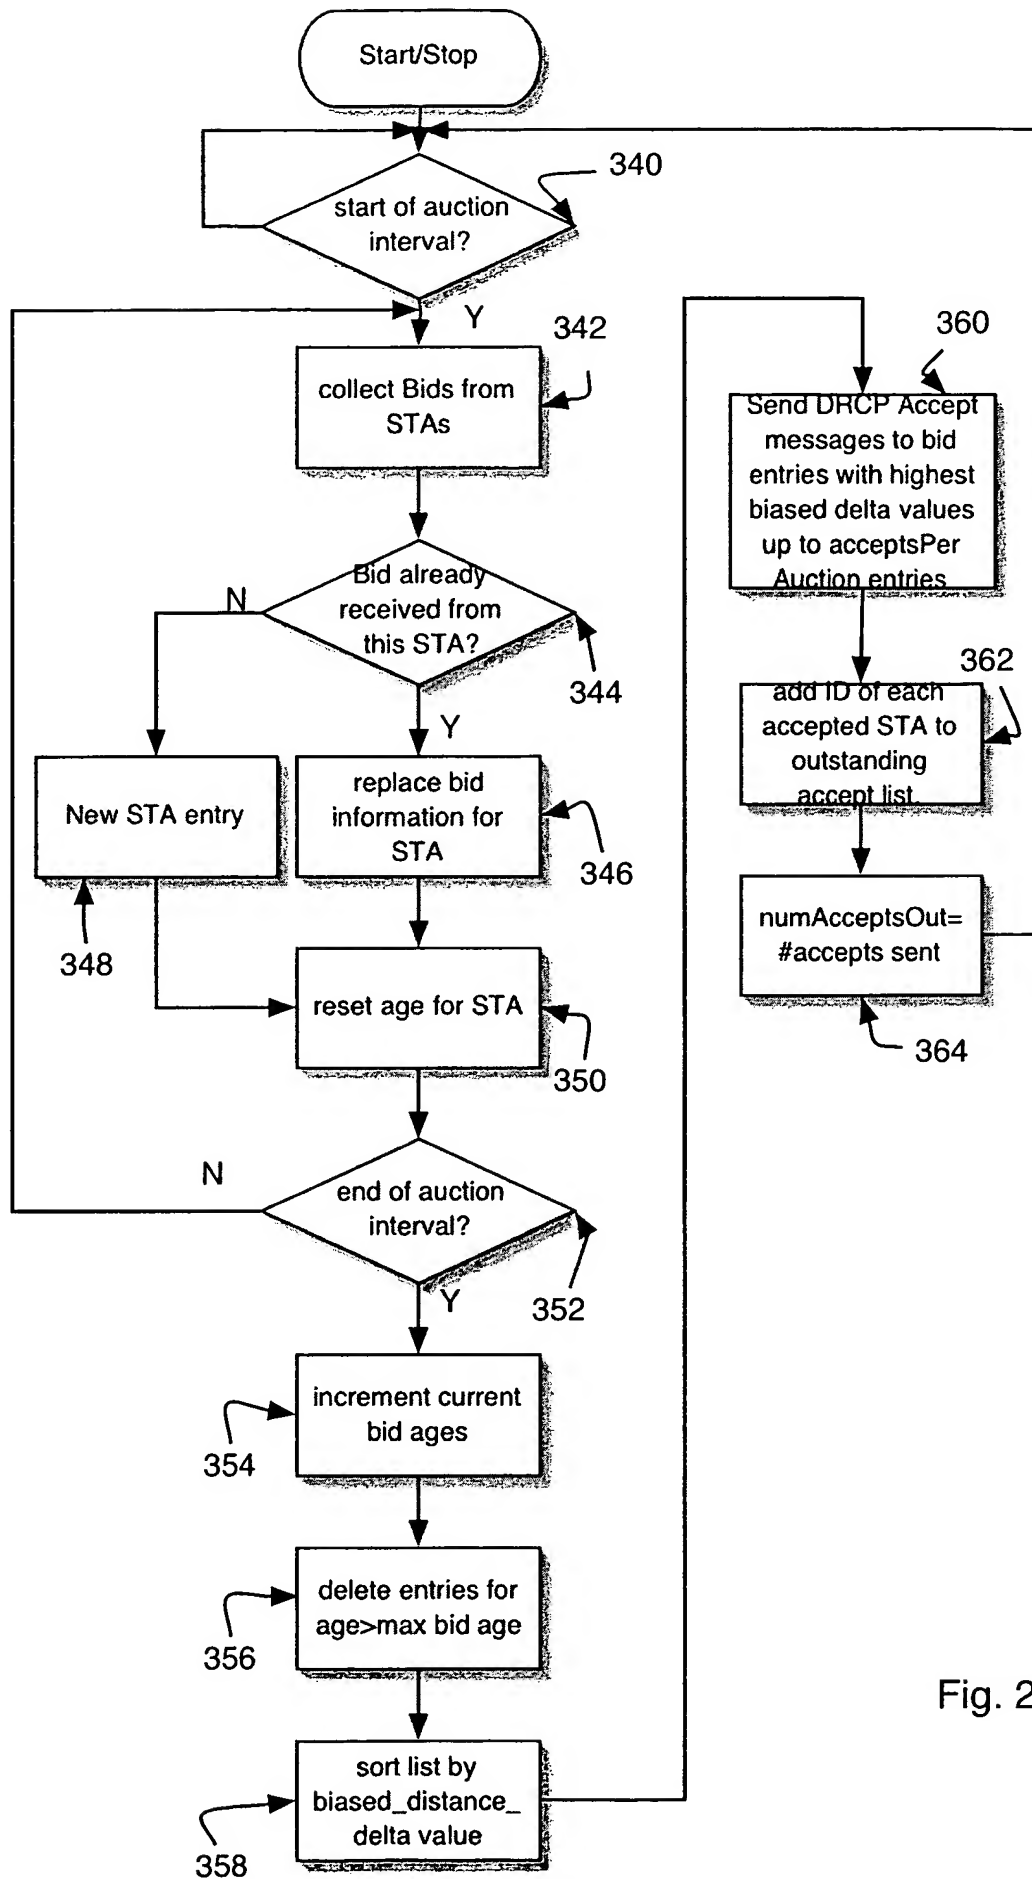 Start/Stop
340
start of auction
interval?
Y
342
collect Bids from
STAs
Bid already
received from
this STA?
N
344
Y
New STA entry
348
replace bid
information for
STA
346
reset age for STA
350
N
end of auction
interval?
352
Y
increment current
bid ages
354
delete entries for
age>max bid age
356
sort list by
biased_distance_
delta value
358
360
Send DRCP Accept
messages to bid
entries with highest
biased delta values
up to acceptsPer
Auction entries
362
add ID of each
accepted STA to
outstanding
accept list.
numAcceptsOut=
#accepts sent
364
Fig. 2